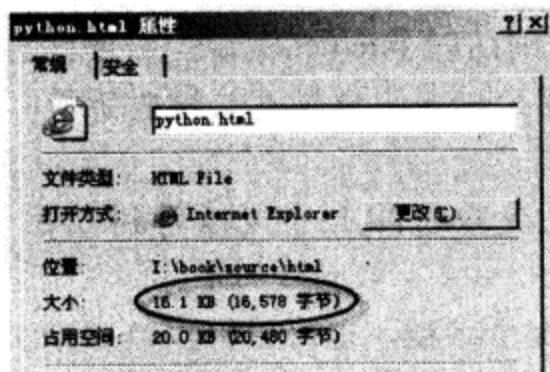 python.html 属性
常规 安全
python.html
文件类型: HTML File
打开方式: Internet Explorer 更改(C)...
位置: I:\book\source\html
大小: 16.1 KB (16,578 字节)
占用空间: 20.0 KB (20,480 字节)